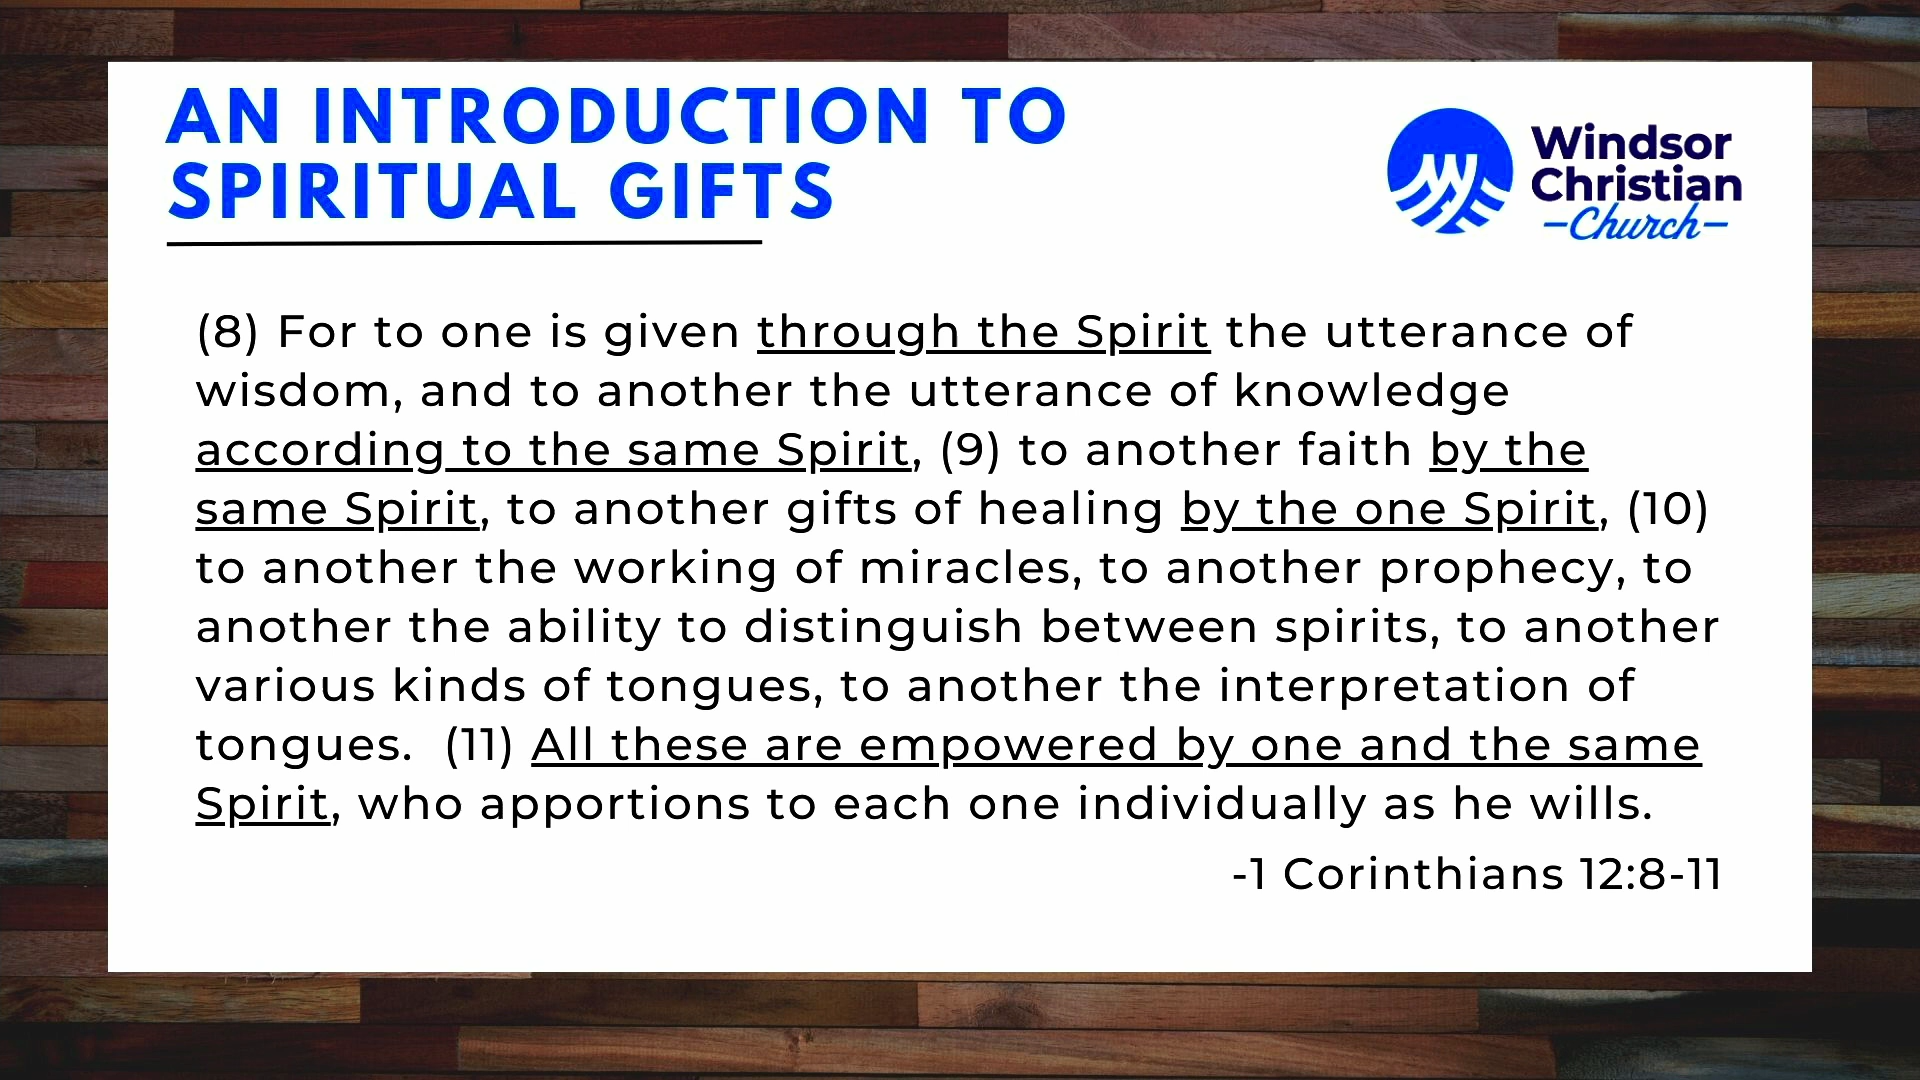 AN INTRODUCTION TO
SPIRITUAL GIFTS
Windsor
Christian
-Church-
(8) For to one is given through the Spirit the utterance of
wisdom, and to another the utterance of knowledge
according to the same Spirit, (9) to another faith by the
same Spirit, to another gifts of healing by the one Spirit, (10)
to another the working of miracles, to another prophecy, to
another the ability to distinguish between spirits, to another
various kinds of tongues, to another the interpretation of
tongues.  (11) All these are empowered by one and the same
Spirit, who apportions to each one individually as he wills.
-1 Corinthians 12:8-11